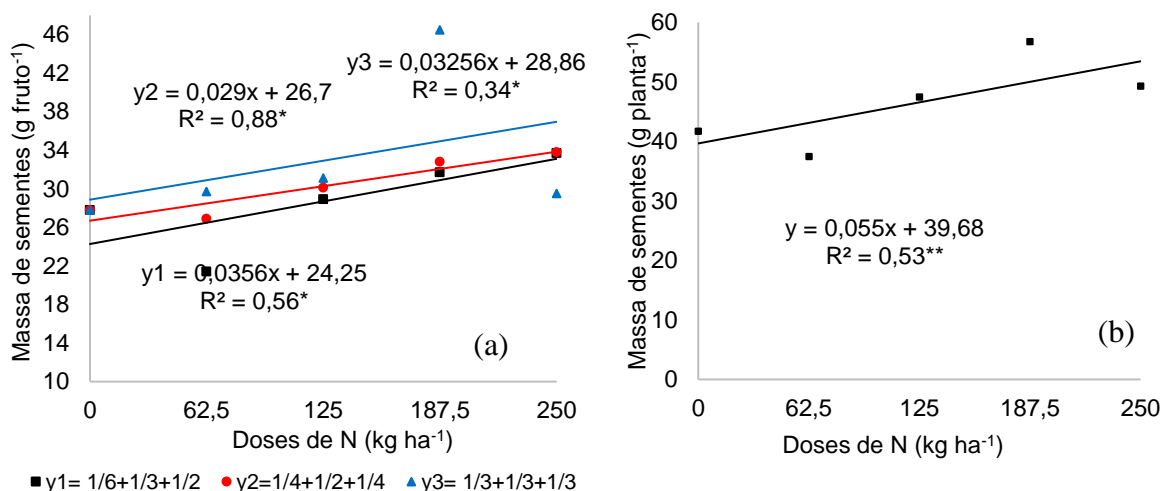 Massa de sementes (g fruto⁻¹)
46
42
38
34
30
26
22
18
14
10
y3 = 0,03256x + 28,86
R² = 0,34*
y2 = 0,029x + 26,7
R² = 0,88*
y1 = 0,0356x + 24,25
R² = 0,56*
(a)
0 62,5 125 187,5 250
Doses de N (kg ha⁻¹)
y1= 1/6+1/3+1/2 y2=1/4+1/2+1/4 y3= 1/3+1/3+1/3
Massa de sementes (g planta⁻¹)
60
50
40
30
20
10
0
y = 0,055x + 39,68
R² = 0,53**
(b)
0 62,5 125 187,5 250
Doses de N (kg ha⁻¹)